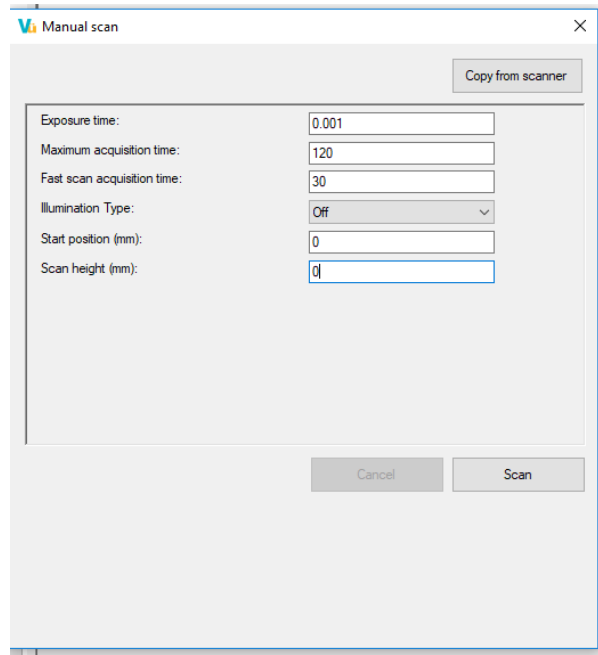 Manual scan
Copy from scanner
Exposure time: 0.001
Maximum acquisition time: 120
Fast scan acquisition time: 30
Illumination Type: Off
Start position (mm): 0
Scan height (mm): 0
Cancel Scan